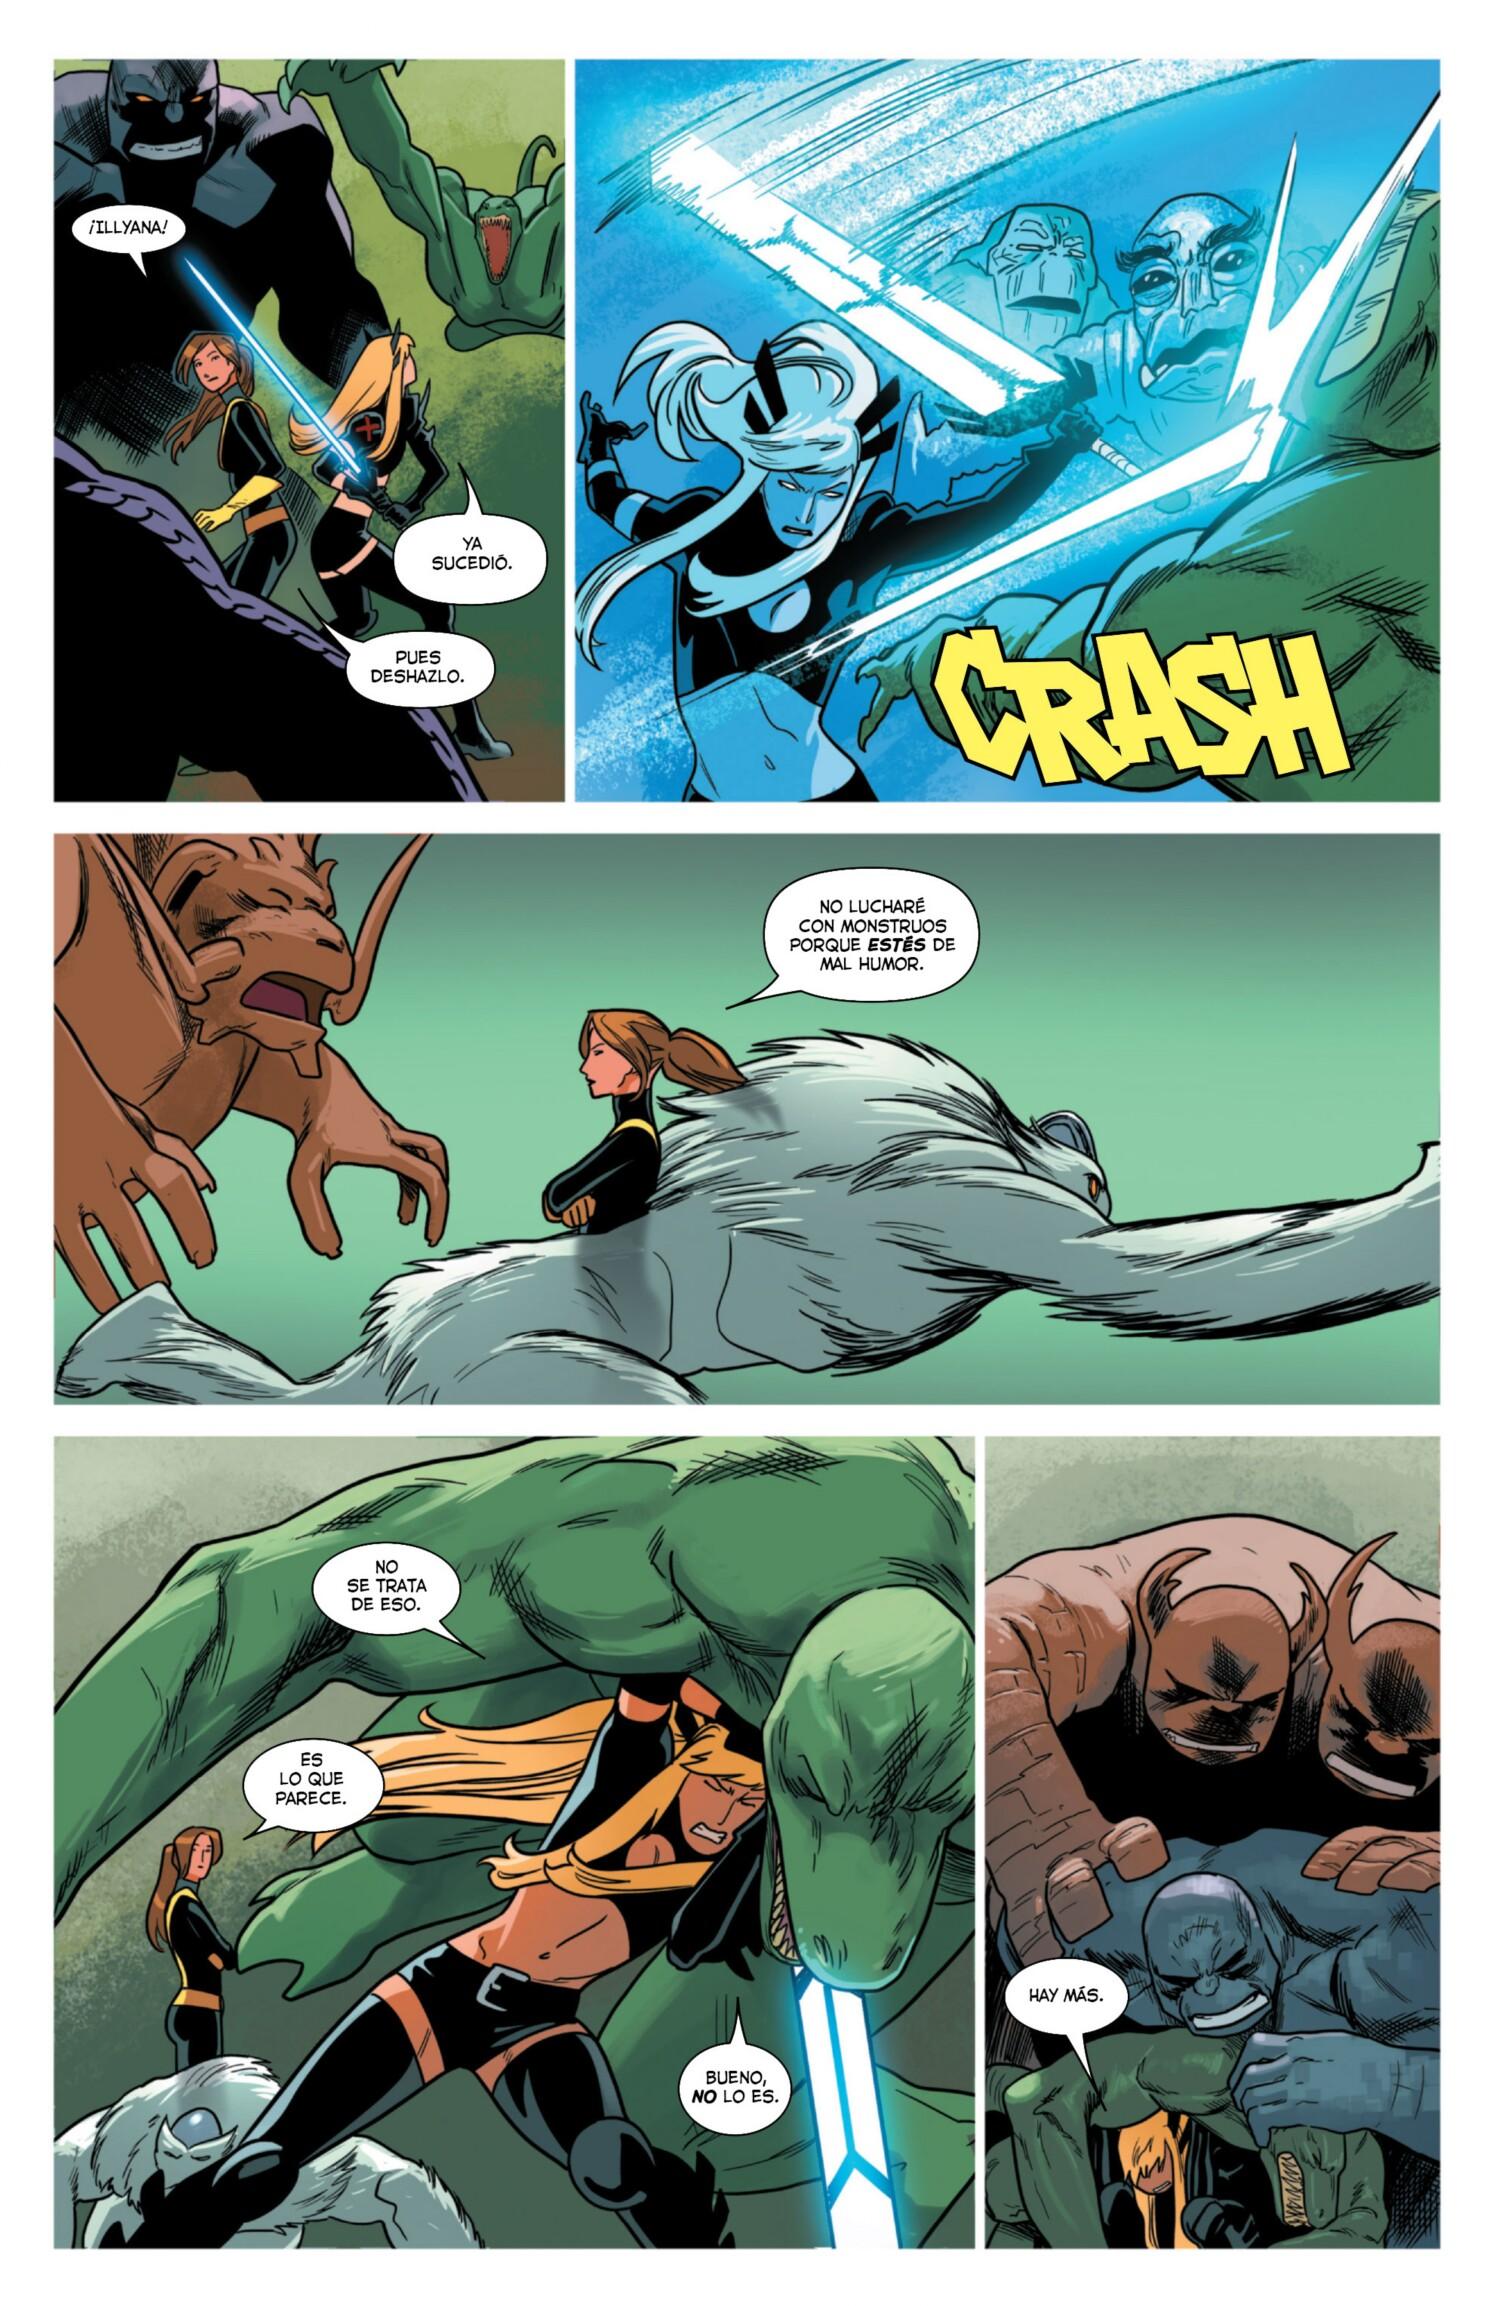 ¡ILLYANA!
YA
SUCEDIÓ.
PUES
DESHAZLO.
CRASH
NO LUCHARÉ
CON MONSTRUOS
PORQUE ESTÉS DE
MAL HUMOR.
NO
SE TRATA
DE ESO.
ES
LO QUE
PARECE.
BUENO,
NO LO ES.
HAY MÁS.